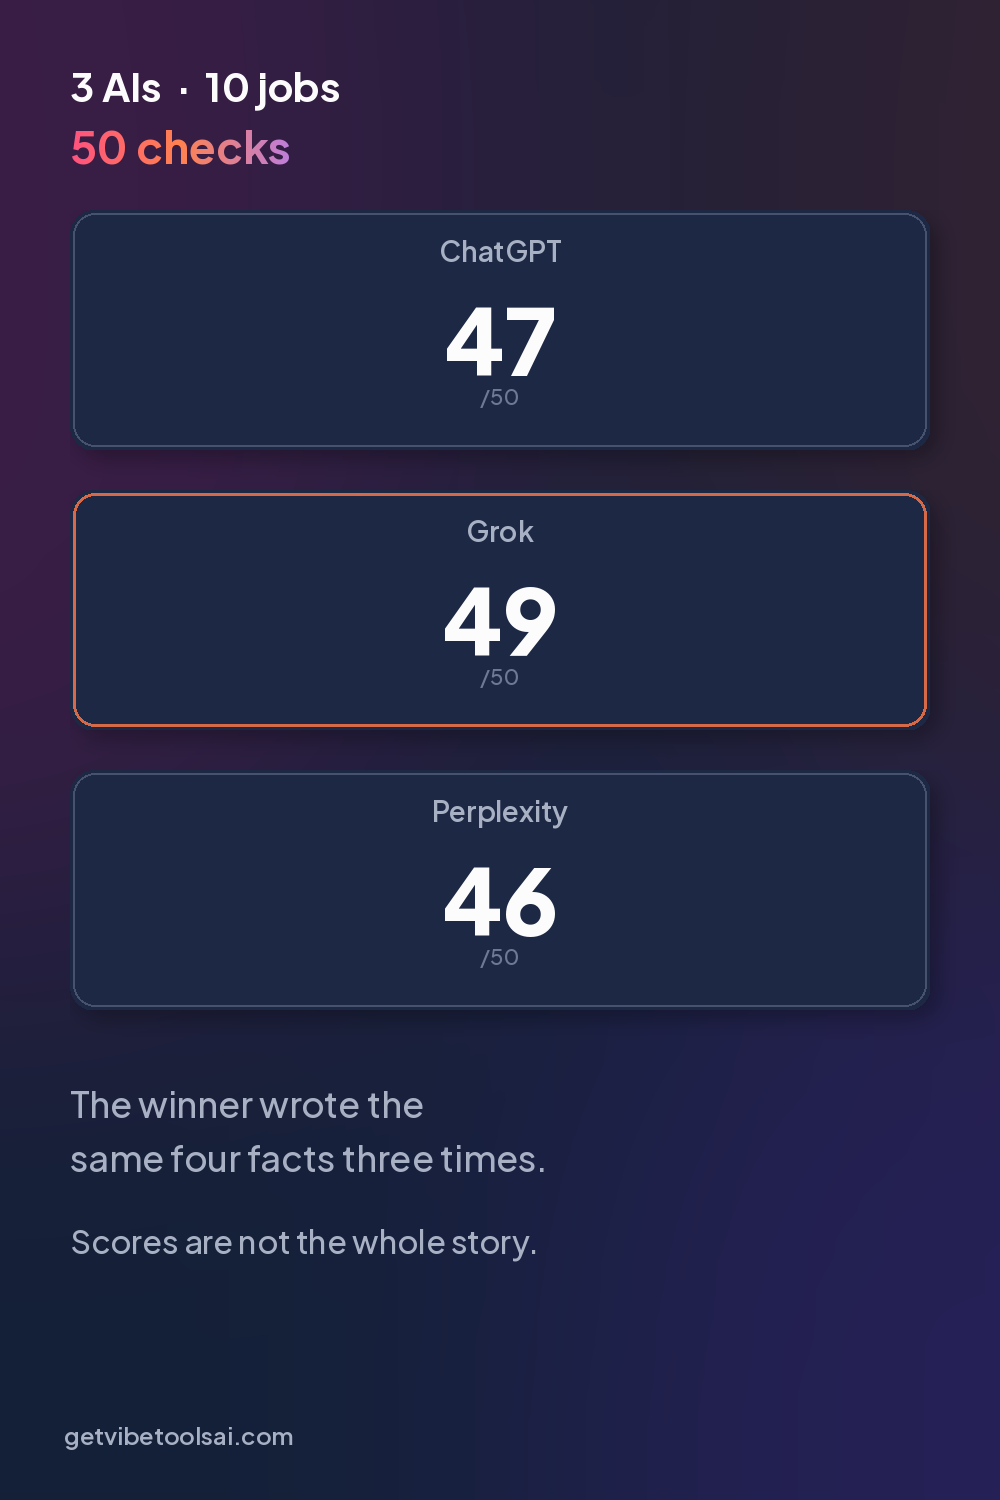 3 AIs · 10 jobs
50 checks
ChatGPT
47
/50
Grok
49
/50
Perplexity
46
/50
The winner wrote the
same four facts three times.
Scores are not the whole story.
getvibetoolsai.com